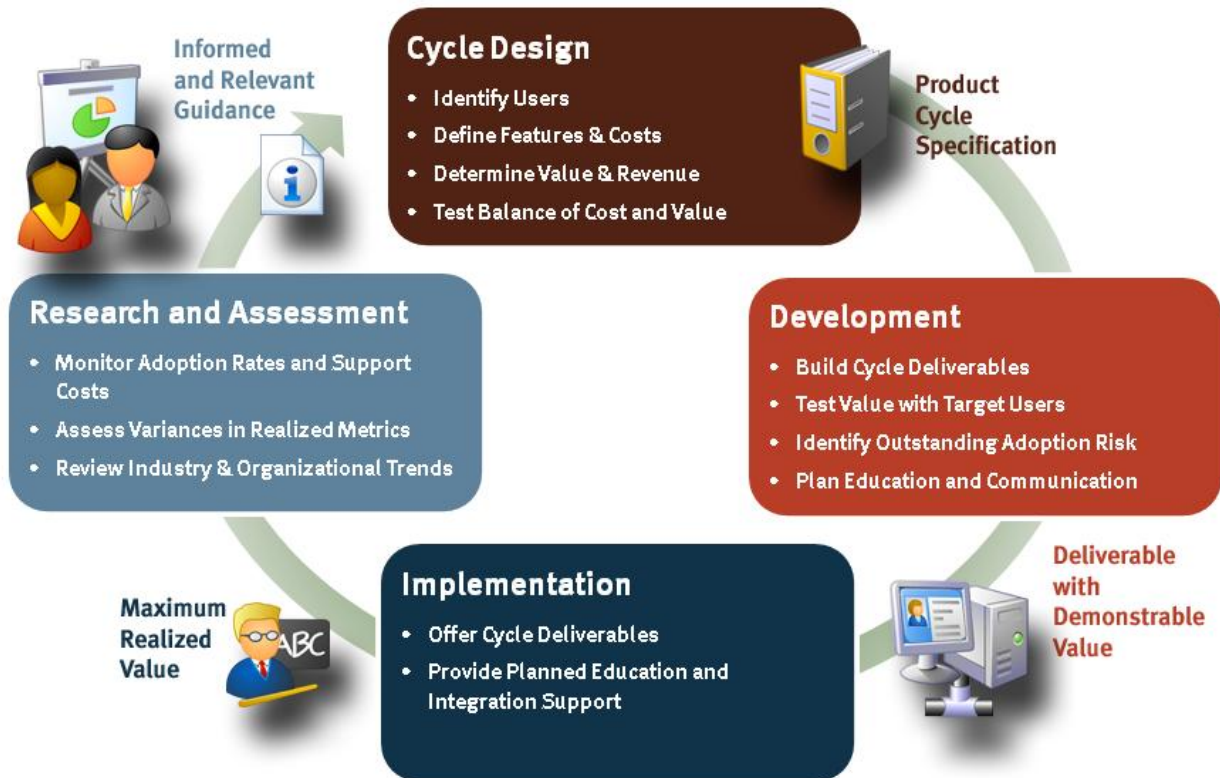 Informed
and Relevant
Guidance
Cycle Design
• Identify Users
• Define Features & Costs
• Determine Value & Revenue
• Test Balance of Cost and Value
Product
Cycle
Specification
Research and Assessment
• Monitor Adoption Rates and Support
Costs
• Assess Variances in Realized Metrics
• Review Industry & Organizational Trends
Development
• Build Cycle Deliverables
• Test Value with Target Users
• Identify Outstanding Adoption Risk
• Plan Education and Communication
Maximum
Realized
Value
ABC
Implementation
• Offer Cycle Deliverables
• Provide Planned Education and
Integration Support
Deliverable
with
Demonstrable
Value